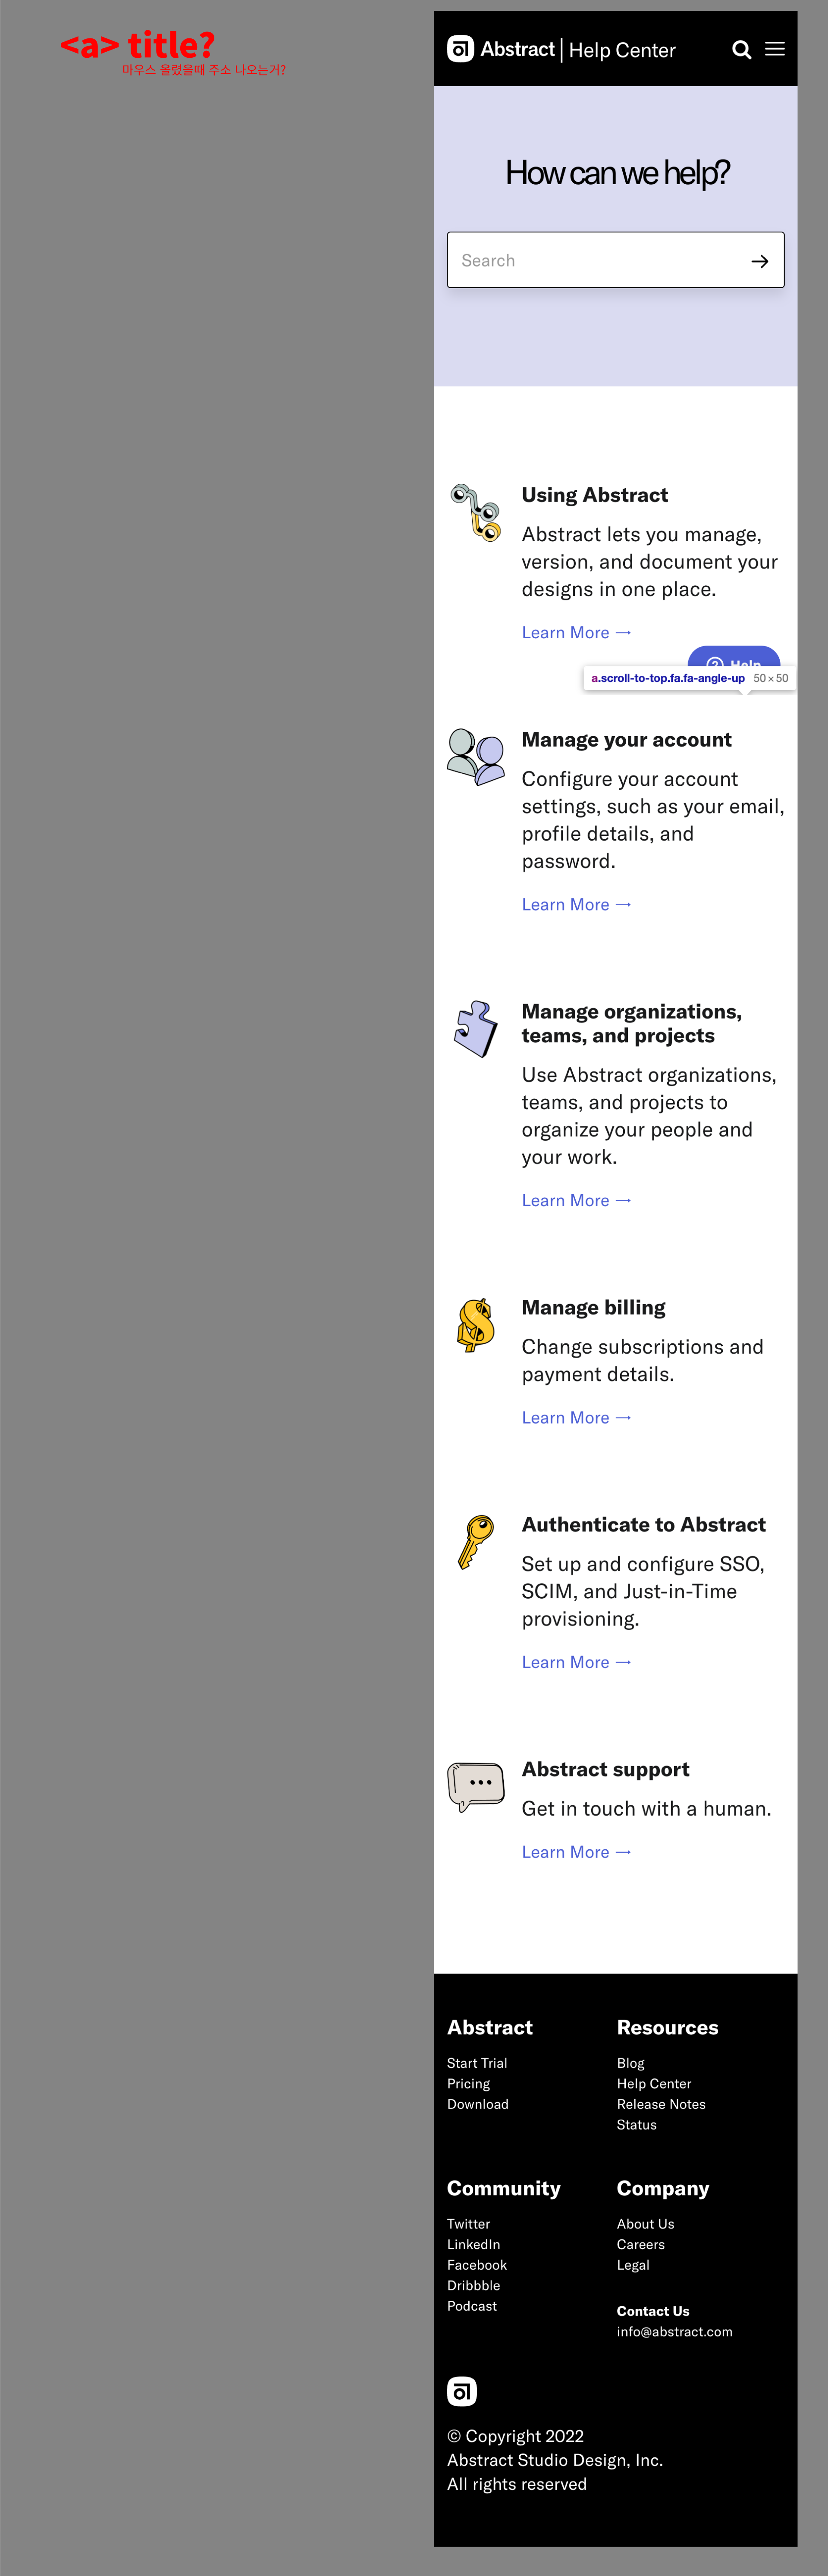 <a> title?
마우스 올렸을때 주소 나오는거?
Abstract | Help Center
How can we help?
Search
Using Abstract
Abstract lets you manage,
version, and document your
designs in one place.
Learn More →
Help
a.scroll-to-top.fa.fa-angle-up 50×50
Manage your account
Configure your account
settings, such as your email,
profile details, and
password.
Learn More →
Manage organizations,
teams, and projects
Use Abstract organizations,
teams, and projects to
organize your people and
your work.
Learn More →
Manage billing
Change subscriptions and
payment details.
Learn More →
Authenticate to Abstract
Set up and configure SSO,
SCIM, and Just-in-Time
provisioning.
Learn More →
Abstract support
Get in touch with a human.
Learn More →
Abstract
Start Trial
Pricing
Download
Resources
Blog
Help Center
Release Notes
Status
Community
Twitter
LinkedIn
Facebook
Dribbble
Podcast
Company
About Us
Careers
Legal
Contact Us
info@abstract.com
© Copyright 2022
Abstract Studio Design, Inc.
All rights reserved